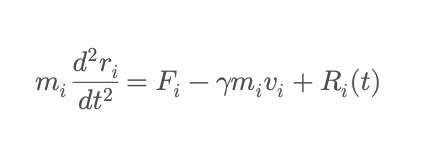 $m_i \frac{d^2 r_i}{dt^2} = F_i - \gamma m_i v_i + R_i(t)$